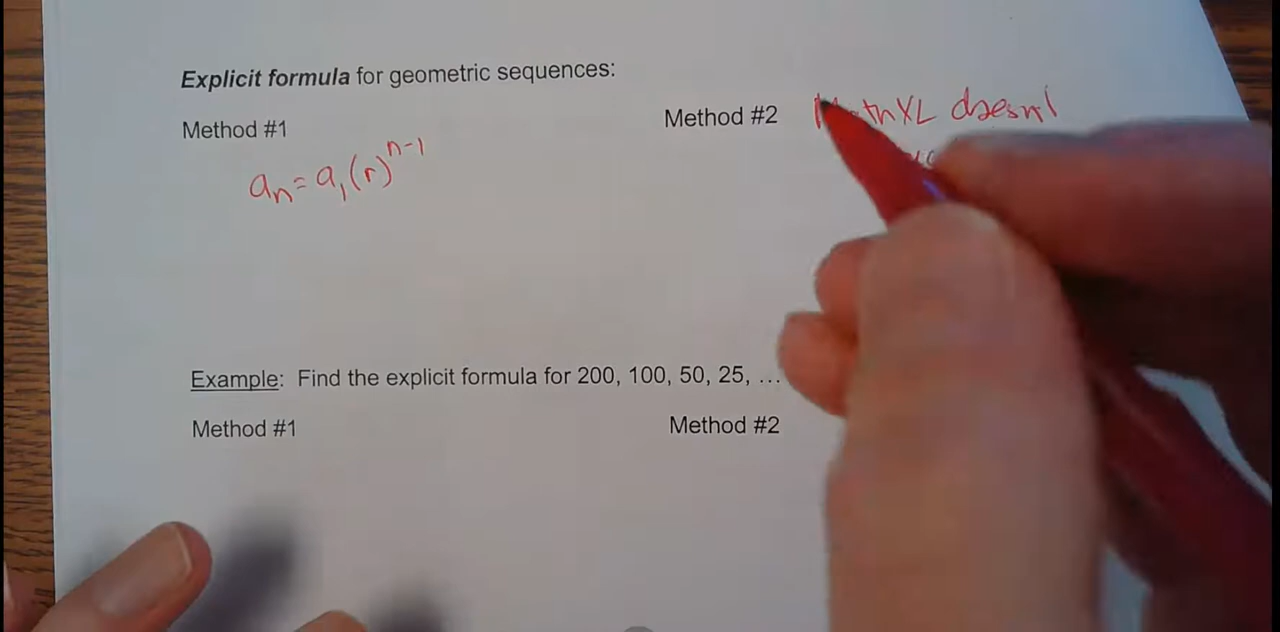 Explicit formula for geometric sequences:
Method #1
Method #2
doesn't
aₙ = a₁(r)ⁿ⁻¹
Example: Find the explicit formula for 200, 100, 50, 25, ...
Method #1
Method #2